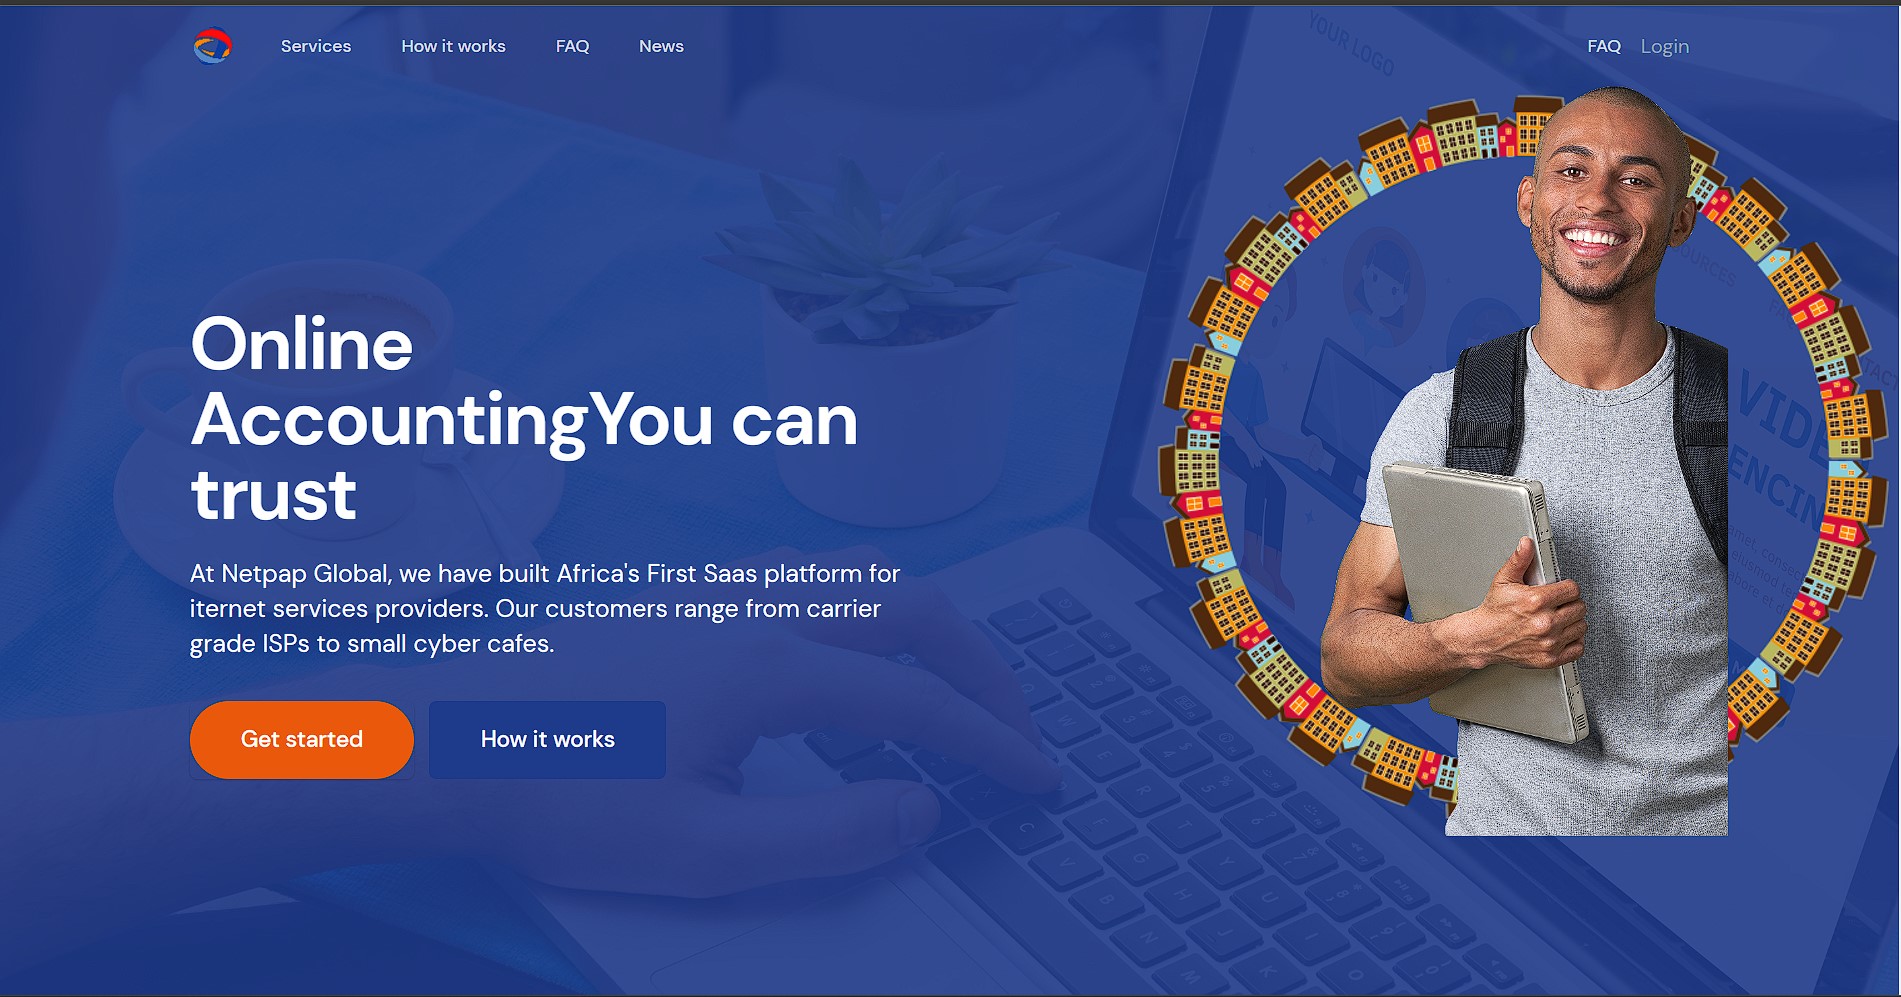 Services How it works FAQ News FAQ Login
YOUR LOGO
Online
AccountingYou can
trust
At Netpap Global, we have built Africa's First Saas platform for
iternet services providers. Our customers range from carrier
grade ISPs to small cyber cafes.
Get started How it works